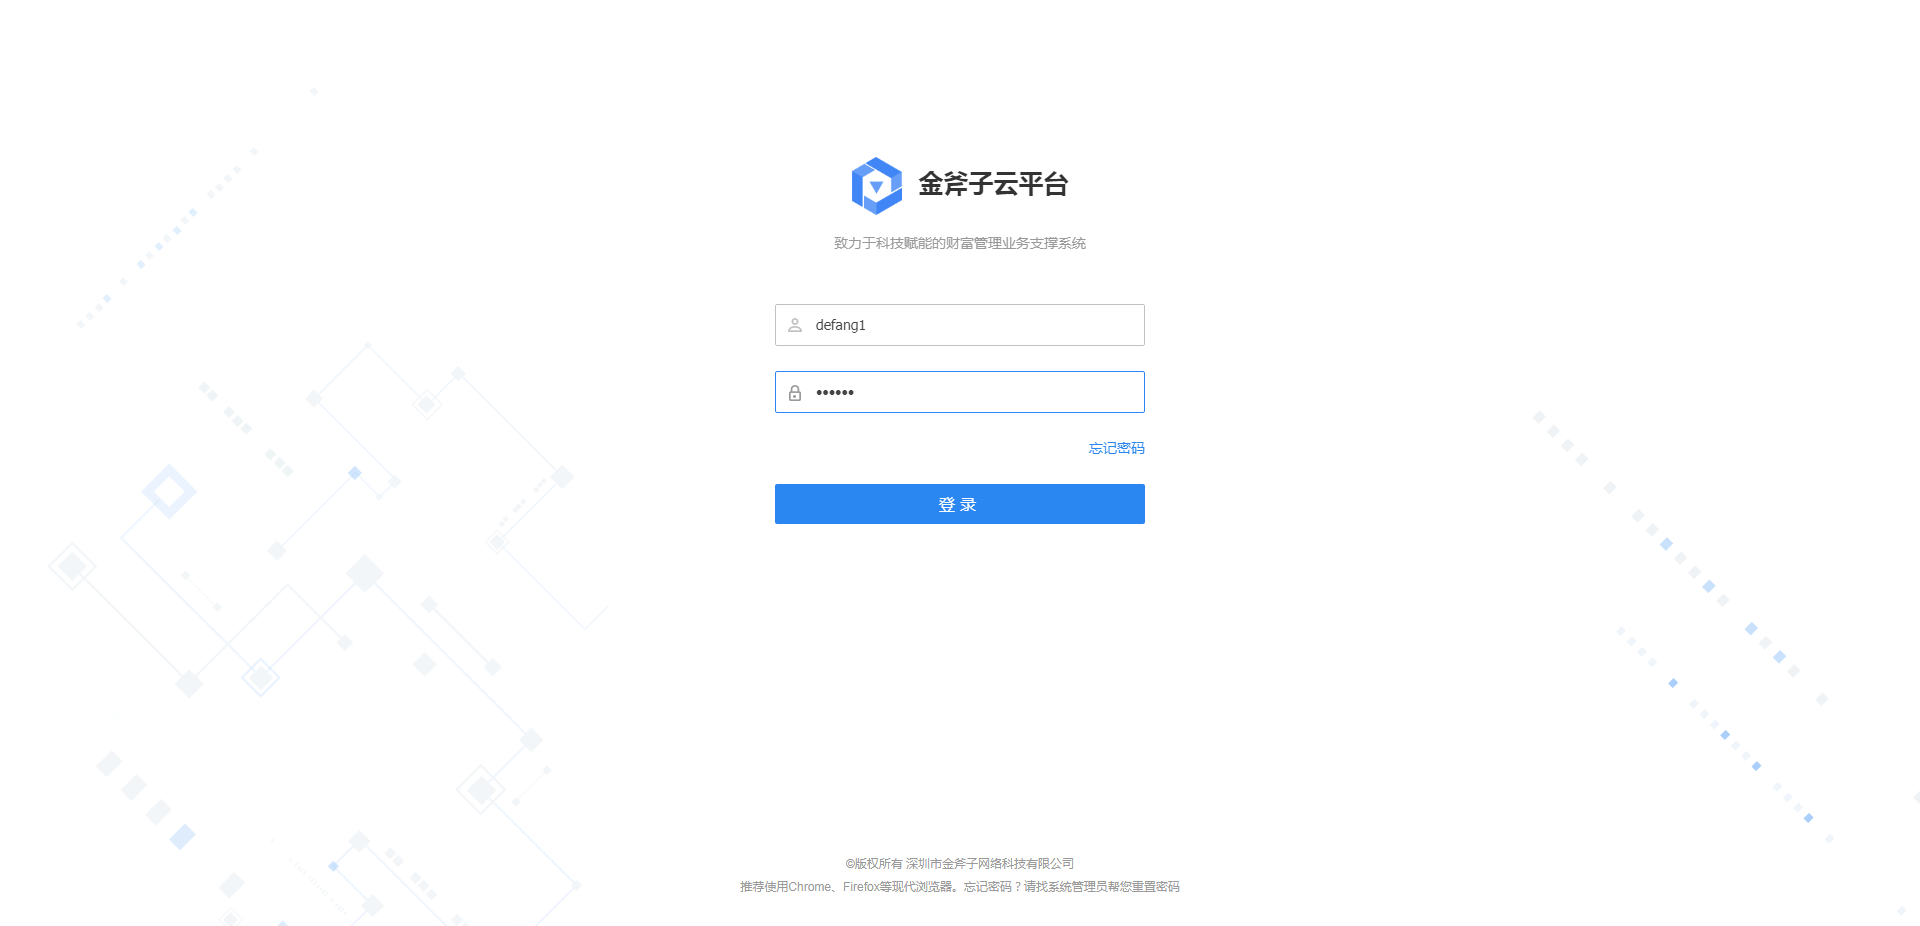 金斧子云平台
致力于科技赋能的财富管理业务支撑系统
defang1
••••••
忘记密码
登 录
©版权所有 深圳市金斧子网络科技有限公司
推荐使用Chrome、Firefox等现代浏览器。忘记密码？请找系统管理员帮您重置密码